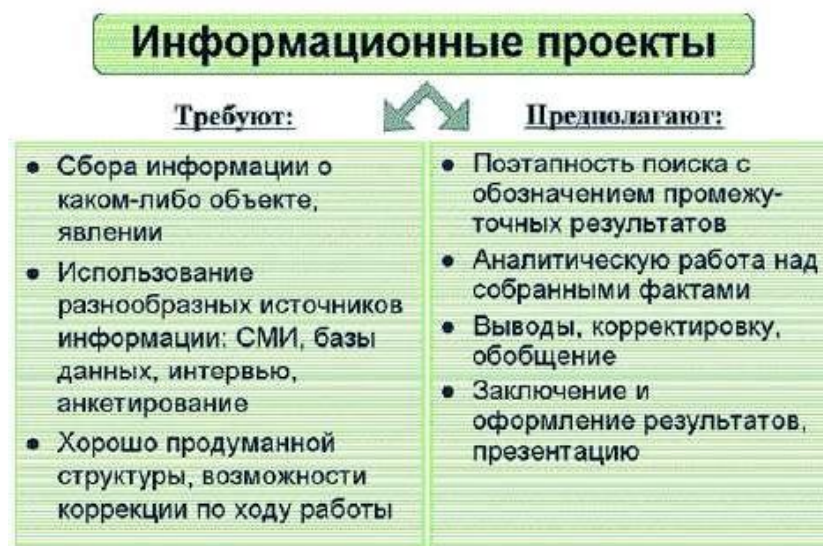 Информационные проекты
Требуют:
• Сбора информации о
каком-либо объекте,
явлении
• Использование
разнообразных источников
информации: СМИ, базы
данных, интервью,
анкетирование
• Хорошо продуманной
структуры, возможности
коррекции по ходу работы
Предполагают:
• Поэтапность поиска с
обозначением промежу-
точных результатов
• Аналитическую работа над
собранными фактами
• Выводы, корректировку,
обобщение
• Заключение и
оформление результатов,
презентацию